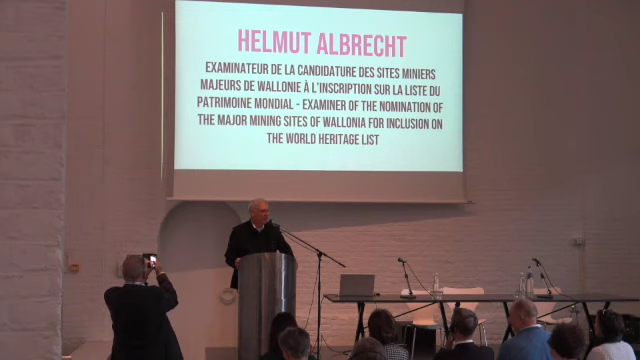 HELMUT ALBRECHT
EXAMINATEUR DE LA CANDIDATURE DES SITES MINIERS
MAJEURS DE WALLONIE À L'INSCRIPTION SUR LA LISTE DU
PATRIMOINE MONDIAL - EXAMINER OF THE NOMINATION OF
THE MAJOR MINING SITES OF WALLONIA FOR INCLUSION ON
THE WORLD HERITAGE LIST